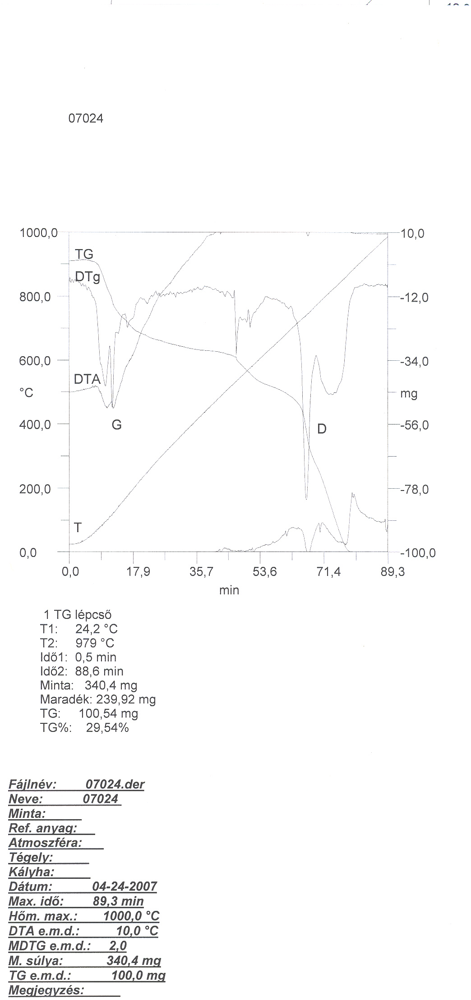 07024
1000,0
10,0
TG
DTg
800,0
-12,0
600,0
-34,0
DTA
°C
mg
G
400,0
D
-56,0
200,0
-78,0
T
0,0
-100,0
0,0 17,9 35,7 53,6 71,4 89,3
min
1 TG lépcső
T1: 24,2 °C
T2: 979 °C
Idő1: 0,5 min
Idő2: 88,6 min
Minta: 340,4 mg
Maradék: 239,92 mg
TG: 100,54 mg
TG%: 29,54%
Fájlnév: 07024.der
Neve: 07024
Minta:
Ref. anyag:
Atmoszféra:
Tégely:
Kályha:
Dátum: 04-24-2007
Max. idő: 89,3 min
Hőm. max.: 1000,0 °C
DTA e.m.d.: 10,0 °C
MDTG e.m.d.: 2,0
M. súlya: 340,4 mg
TG e.m.d.: 100,0 mg
Megjegyzés: